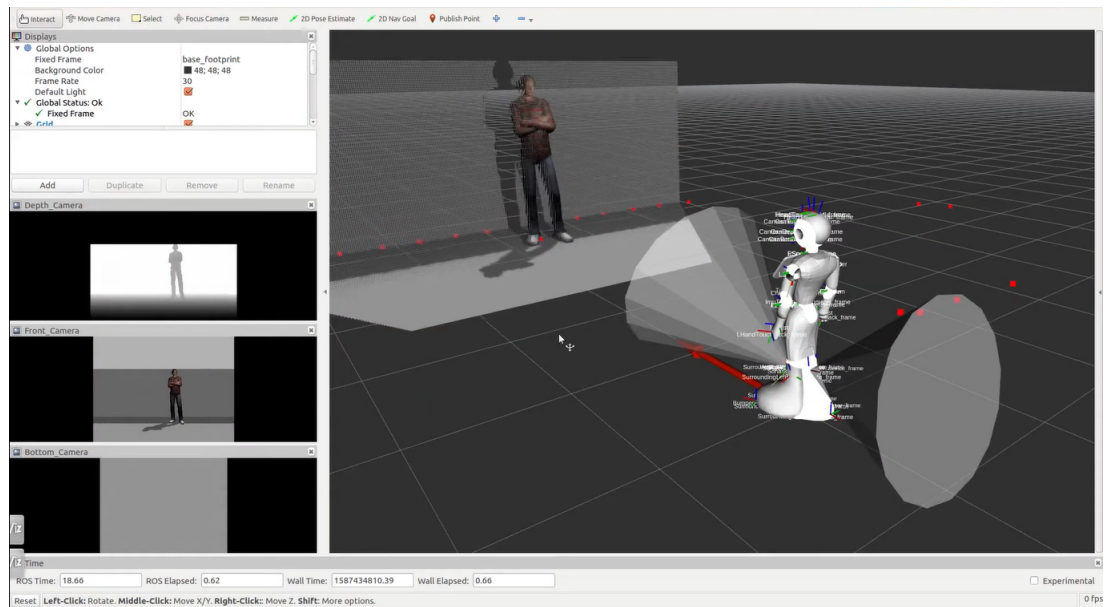 Interact Move Camera Select Focus Camera Measure 2D Pose Estimate 2D Nav Goal Publish Point
Displays
Global Options
Fixed Frame base_footprint
Background Color 48; 48; 48
Frame Rate 30
Default Light
Global Status: Ok
Fixed Frame OK
Grid
Add Duplicate Remove Rename
Depth_Camera
Front_Camera
Bottom_Camera
Time
ROS Time: 18.66 ROS Elapsed: 0.62 Wall Time: 1587434810.39 Wall Elapsed: 0.66 Experimental
Reset Left-Click: Rotate. Middle-Click: Move X/Y. Right-Click:: Move Z. Shift: More options. 0 fps